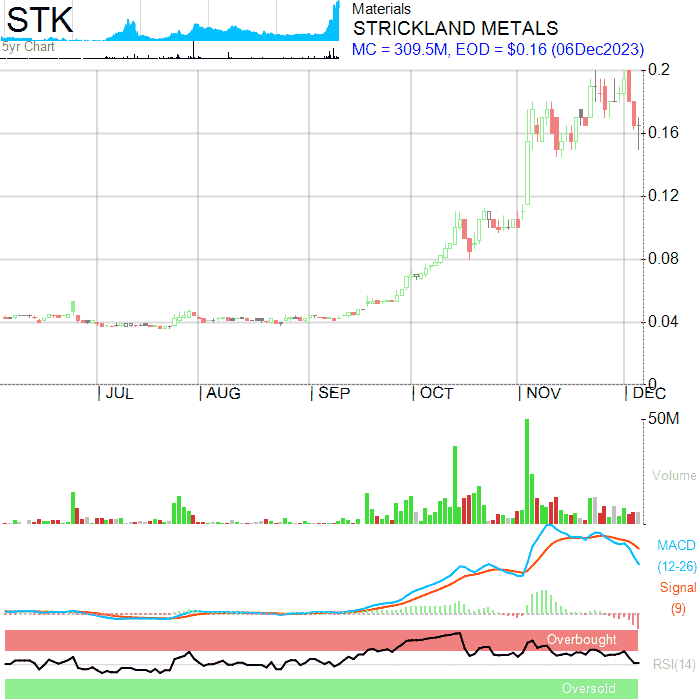 STK
5yr Chart
Materials
STRICKLAND METALS
MC = 309.5M, EOD = $0.16 (06Dec2023)
0.2
0.16
0.12
0.08
0.04
0
JUL AUG SEP OCT NOV DEC
50M
Volume
MACD
(12-26)
Signal
(9)
Overbought
RSI(14)
Oversold